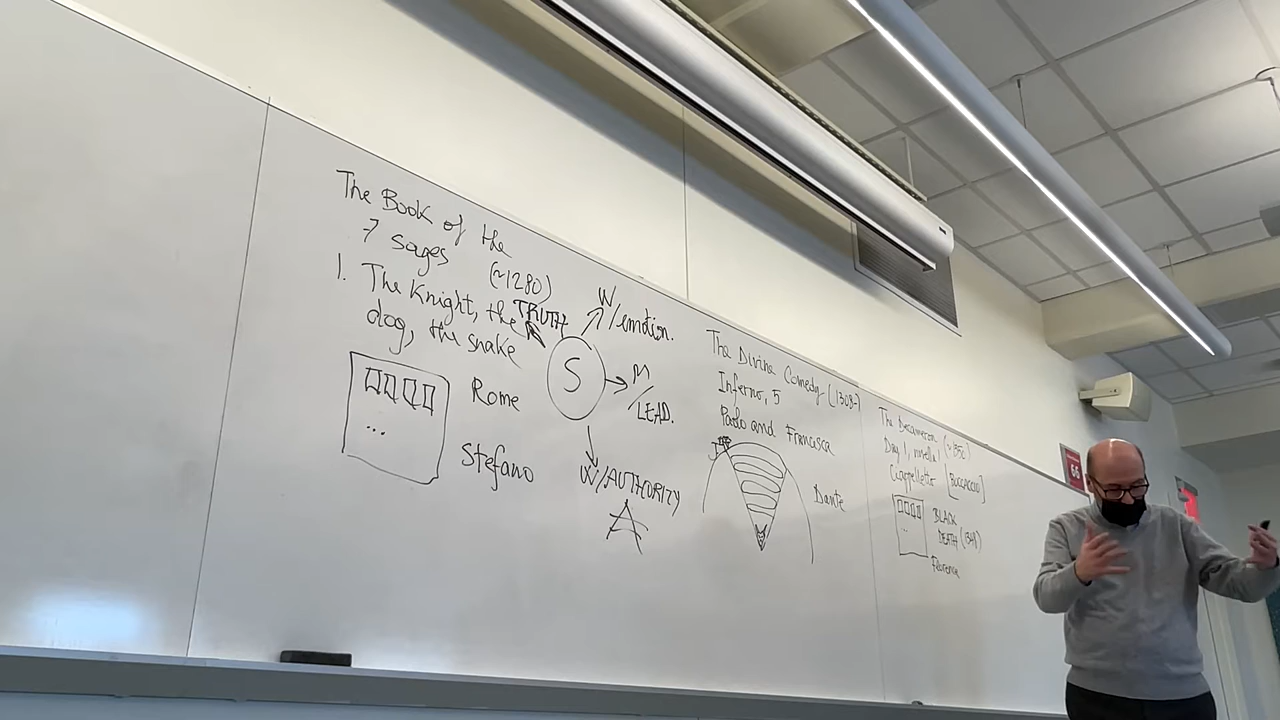 The Book of the
7 sages (~1280)
1. The Knight, the
dog, the snake
Rome
Stefano
TRUTH
W/emotion.
S
M
/LEAD.
W/AUTHORITY
A
The Divine Comedy (1308-)
Inferno, 5
Paolo and Francisca
Dante
The Decameron (~1350)
Day 1, novella 1
Ciappelletto [BOCCACCIO]
BLACK
DEATH (1348)
Florence
66